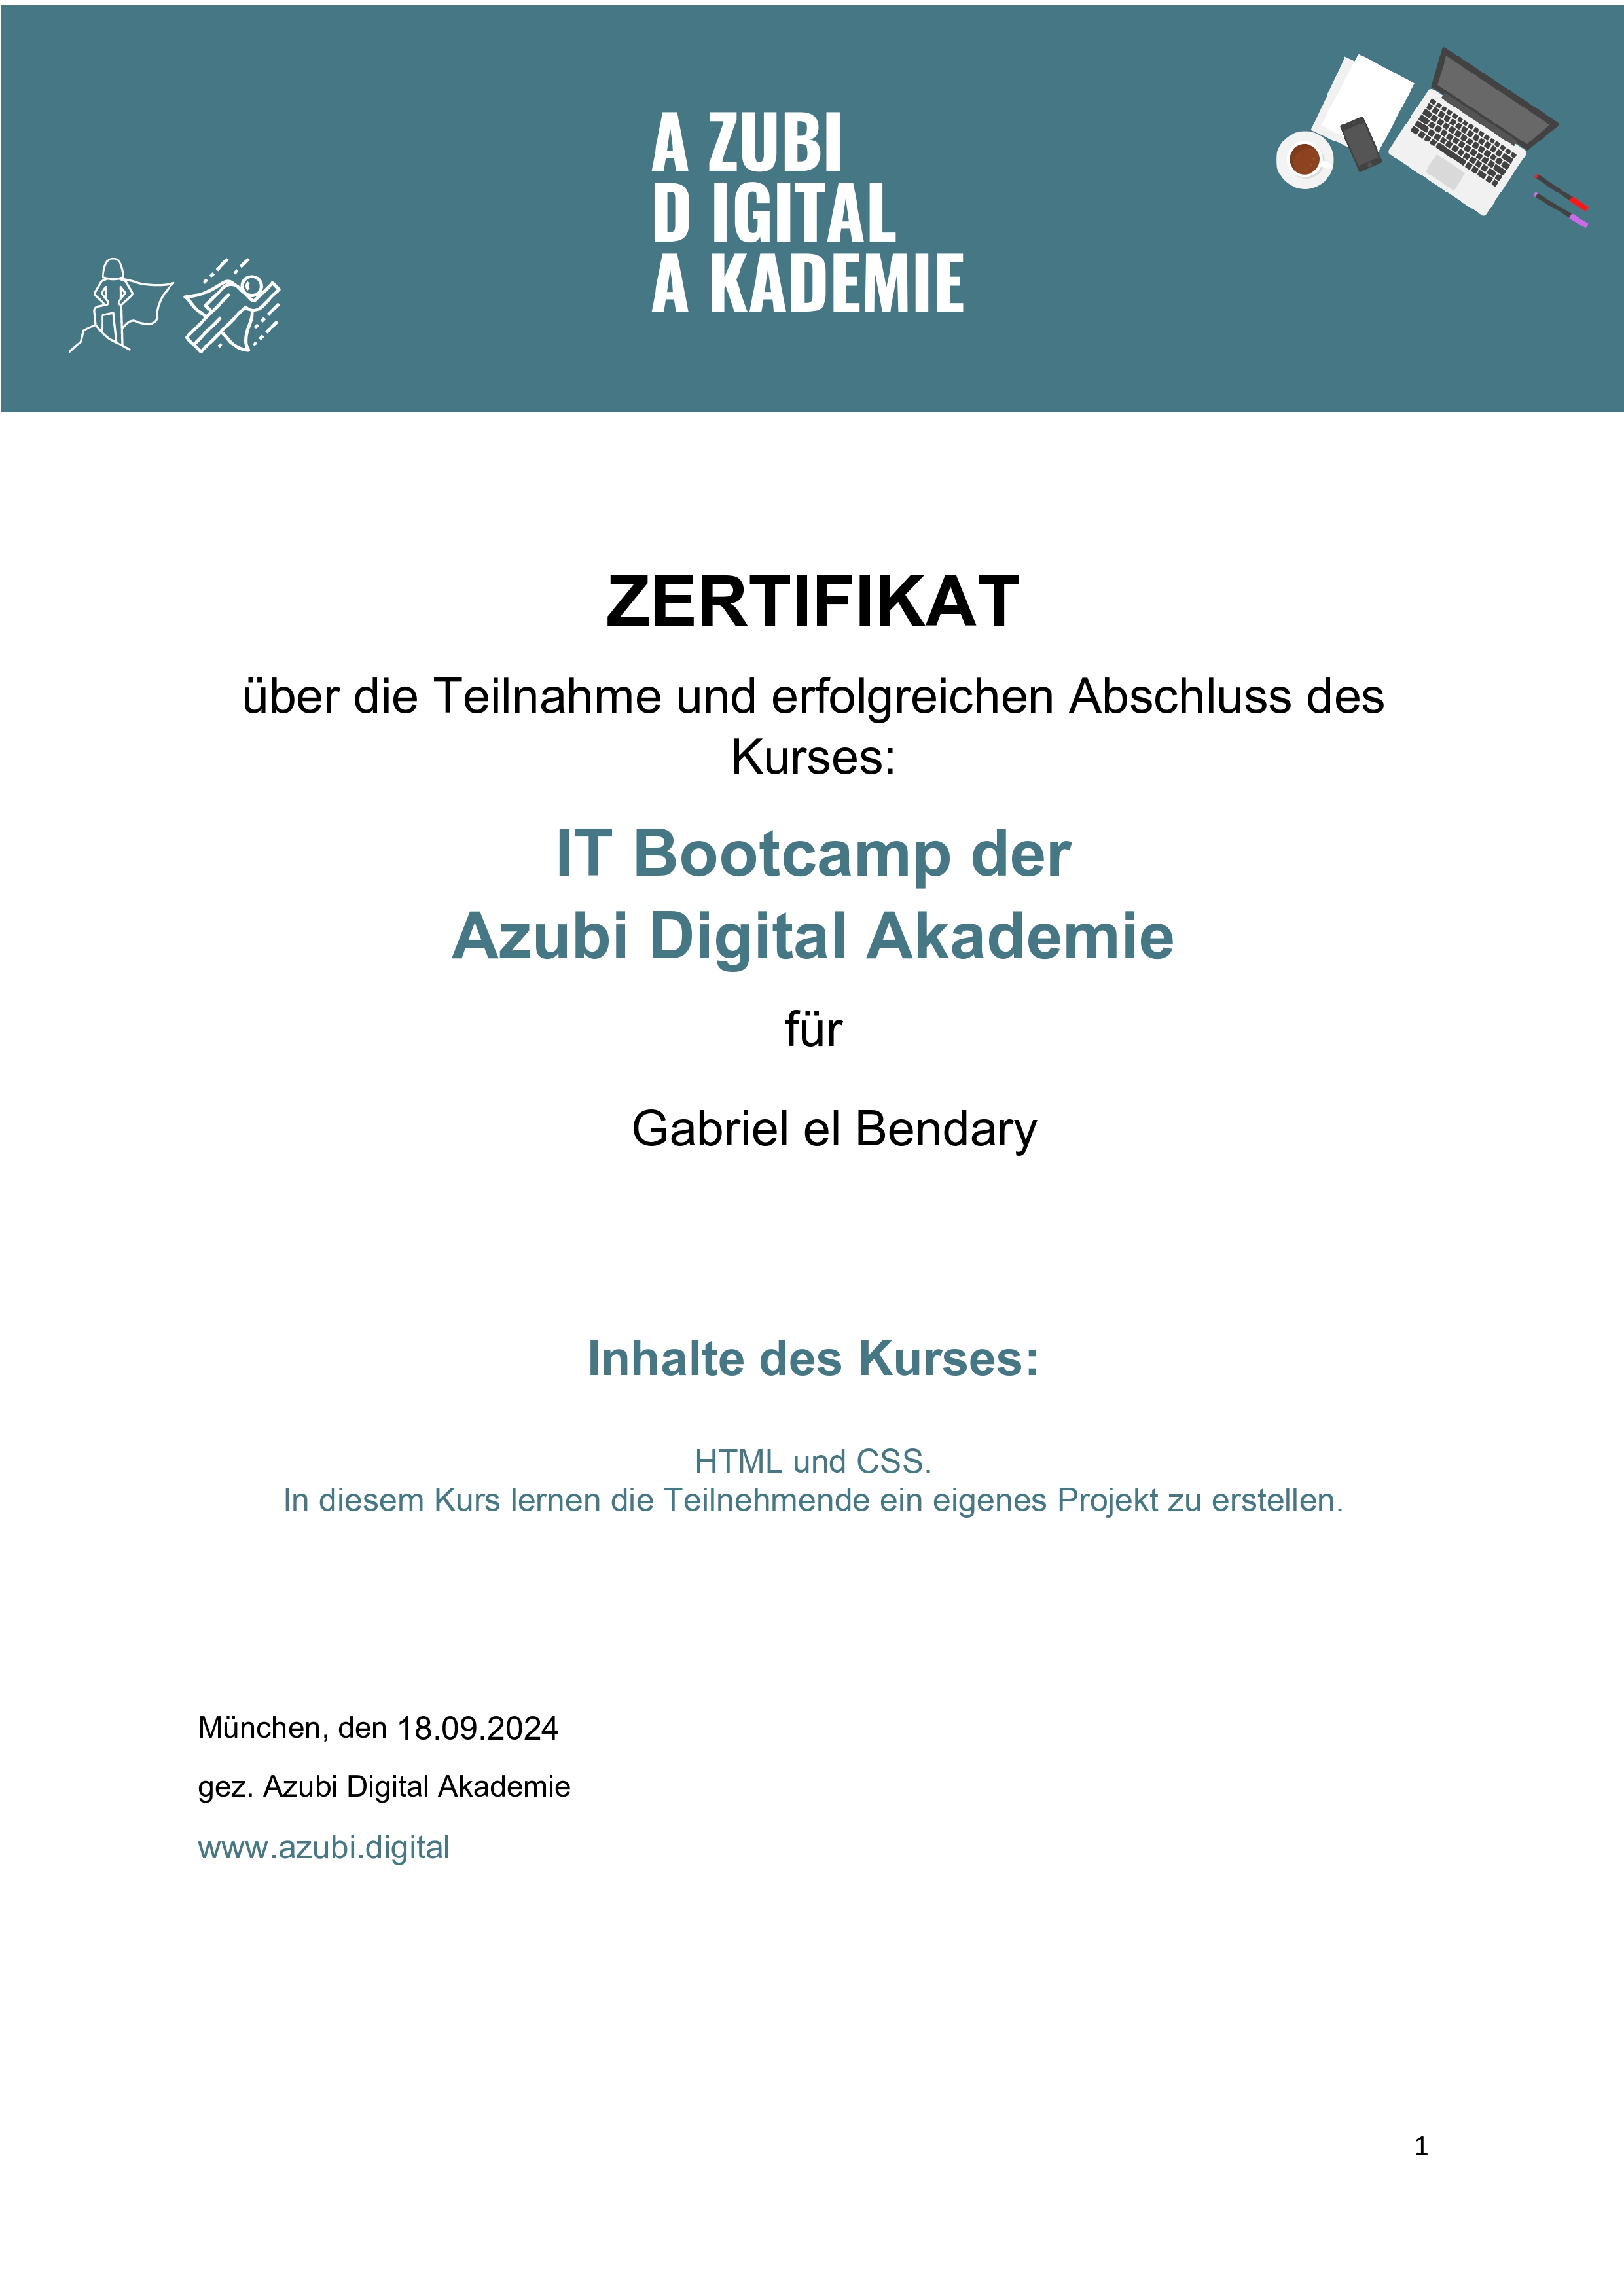 A ZUBI
D IGITAL
A KADEMIE
ZERTIFIKAT
über die Teilnahme und erfolgreichen Abschluss des
Kurses:
IT Bootcamp der
Azubi Digital Akademie
für
Gabriel el Bendary
Inhalte des Kurses:
HTML und CSS.
In diesem Kurs lernen die Teilnehmende ein eigenes Projekt zu erstellen.
München, den 18.09.2024
gez. Azubi Digital Akademie
www.azubi.digital
1